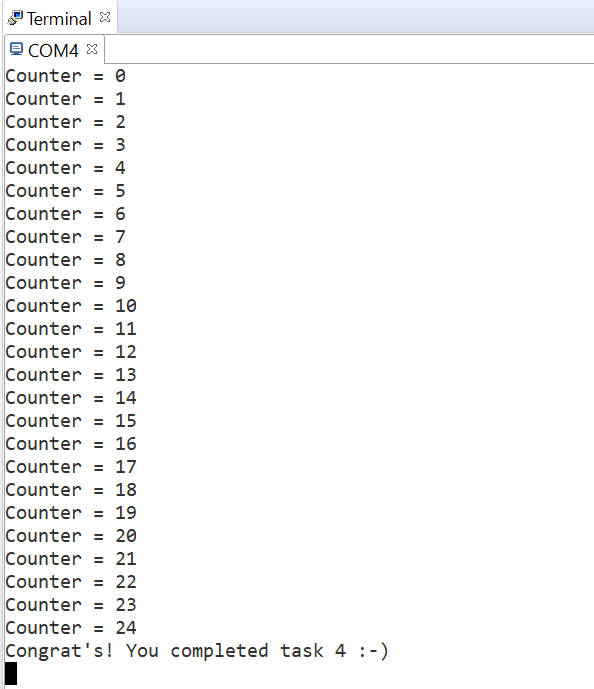 Terminal
COM4
Counter = 0
Counter = 1
Counter = 2
Counter = 3
Counter = 4
Counter = 5
Counter = 6
Counter = 7
Counter = 8
Counter = 9
Counter = 10
Counter = 11
Counter = 12
Counter = 13
Counter = 14
Counter = 15
Counter = 16
Counter = 17
Counter = 18
Counter = 19
Counter = 20
Counter = 21
Counter = 22
Counter = 23
Counter = 24
Congrat's! You completed task 4 :-)